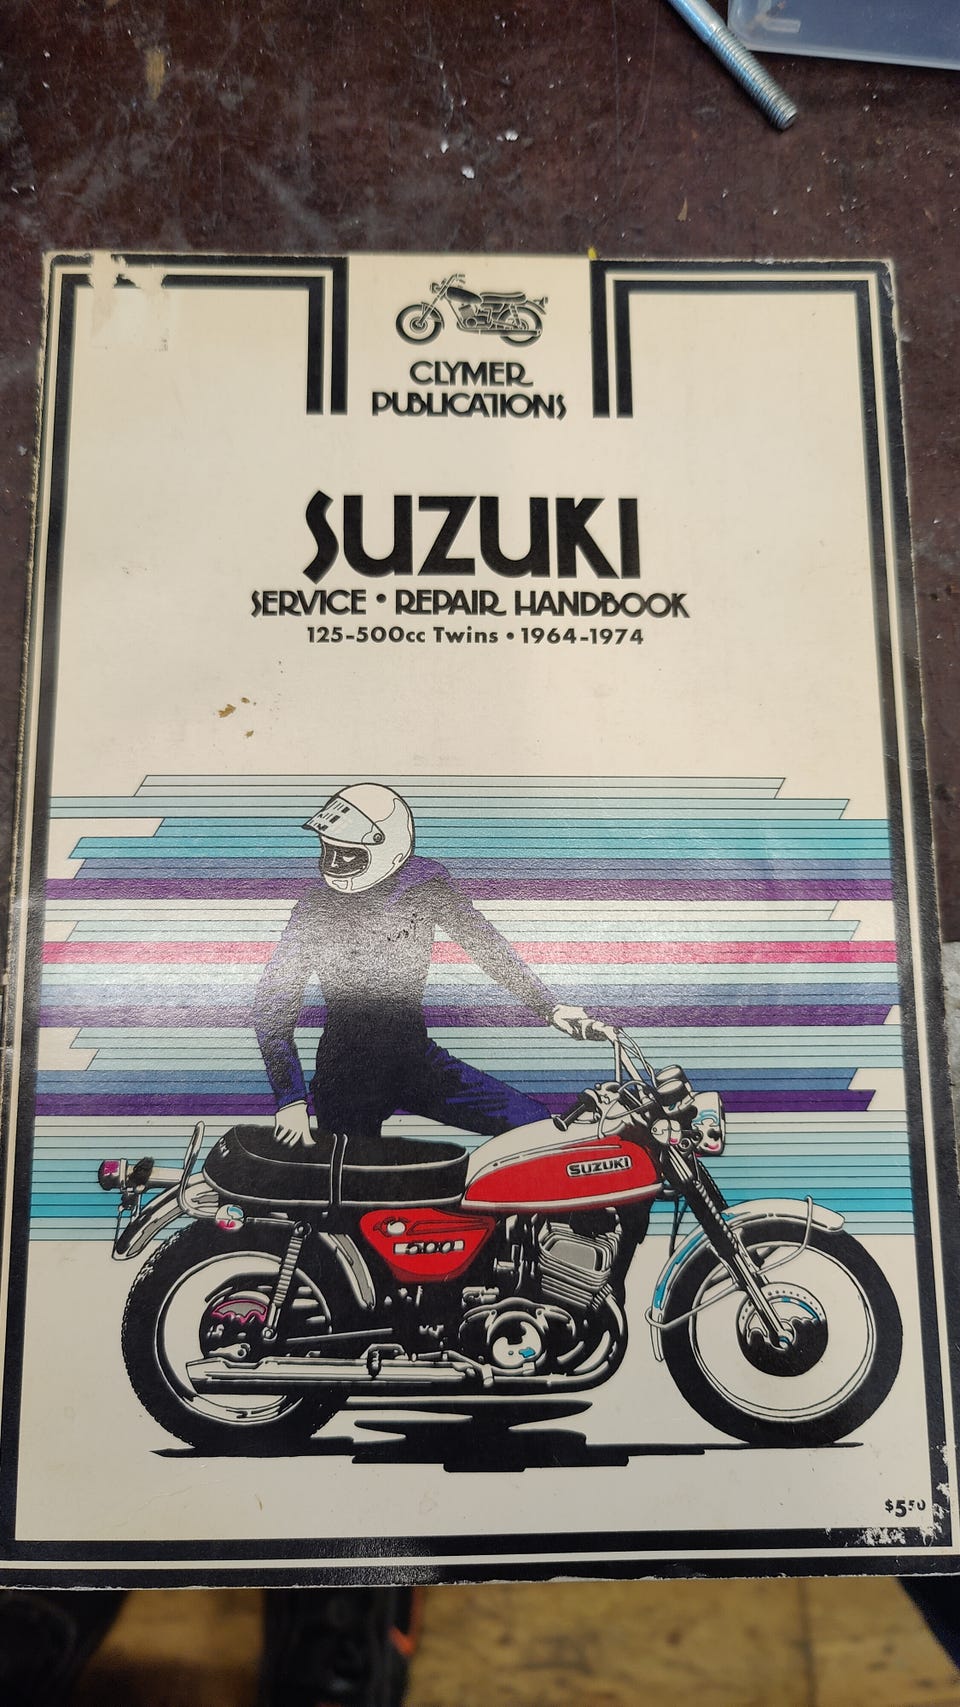 CLYMER
PUBLICATIONS
SUZUKI
SERVICE • REPAIR HANDBOOK
125-500cc Twins • 1964-1974
SUZUKI
500
$5.50